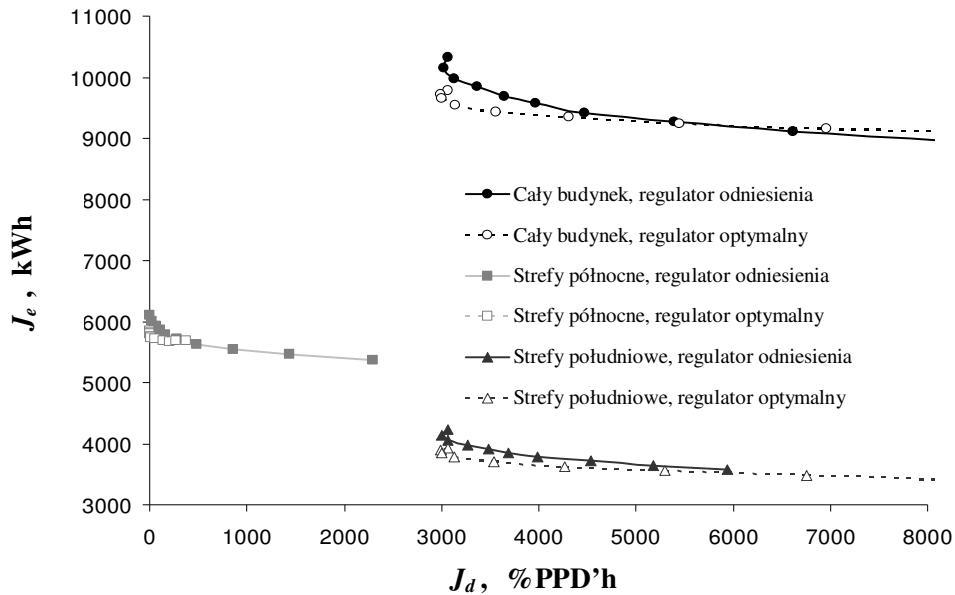 11000
10000
9000
8000
7000
6000
5000
4000
3000
J_e , kWh
Cały budynek, regulator odniesienia
Cały budynek, regulator optymalny
Strefy północne, regulator odniesienia
Strefy północne, regulator optymalny
Strefy południowe, regulator odniesienia
Strefy południowe, regulator optymalny
0 1000 2000 3000 4000 5000 6000 7000 8000
J_d , %PPD'h